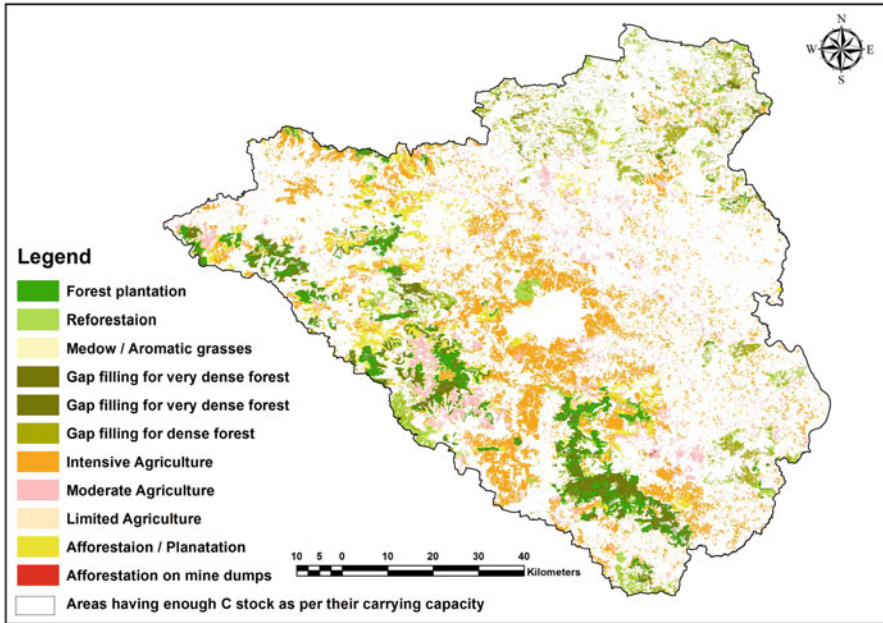 N
W E
S
Legend
Forest plantation
Reforestaion
Medow / Aromatic grasses
Gap filling for very dense forest
Gap filling for very dense forest
Gap filling for dense forest
Intensive Agriculture
Moderate Agriculture
Limited Agriculture
Afforestaion / Planatation
Afforestation on mine dumps
Areas having enough C stock as per their carrying capacity
10 5 0 10 20 30 40
Kilometers